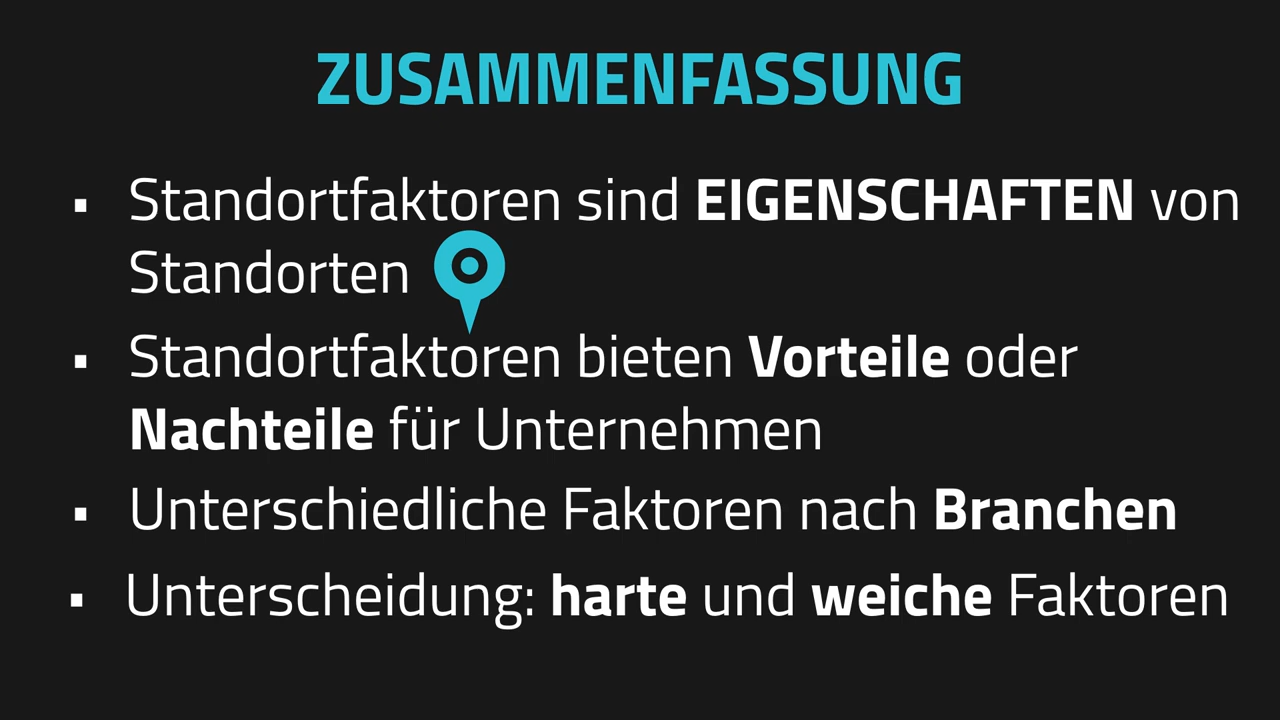 ZUSAMMENFASSUNG
▪ Standortfaktoren sind EIGENSCHAFTEN von
Standorten
▪ Standortfaktoren bieten Vorteile oder
Nachteile für Unternehmen
▪ Unterschiedliche Faktoren nach Branchen
▪ Unterscheidung: harte und weiche Faktoren